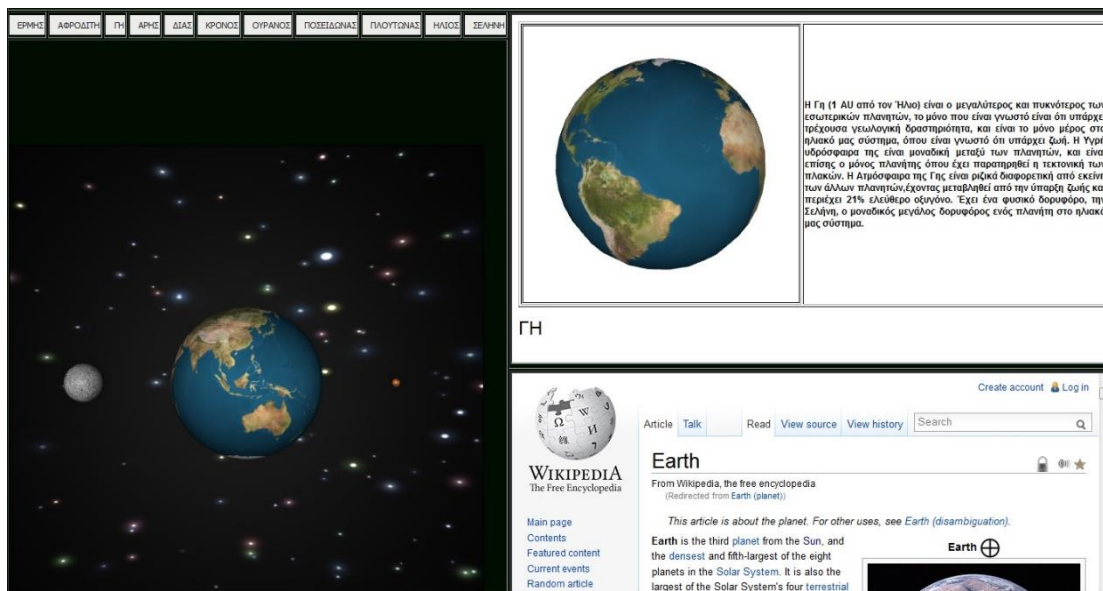 ΕΡΜΗΣ ΑΦΡΟΔΙΤΗ ΓΗ ΑΡΗΣ ΔΙΑΣ ΚΡΟΝΟΣ ΟΥΡΑΝΟΣ ΠΟΣΕΙΔΩΝΑΣ ΠΛΟΥΤΩΝΑΣ ΗΛΙΟΣ ΣΕΛΗΝΗ
Η Γη (1 AU από τον Ήλιο) είναι ο μεγαλύτερος και πυκνότερος των
εσωτερικών πλανητών, το μόνο που είναι γνωστό είναι ότι υπάρχει
τρέχουσα γεωλογική δραστηριότητα, και είναι το μόνο μέρος στο
ηλιακό μας σύστημα, όπου είναι γνωστό ότι υπάρχει ζωή. Η Υγρή
υδρόσφαιρα της είναι μοναδική μεταξύ των πλανητών, και είναι
επίσης ο μόνος πλανήτης όπου έχει παρατηρηθεί η τεκτονική των
πλακών. Η Ατμόσφαιρα της Γης είναι ριζικά διαφορετική από εκείνη
των άλλων πλανητών,έχοντας μεταβληθεί από την ύπαρξη ζωής και
περιέχει 21% ελεύθερο οξυγόνο. Έχει ένα φυσικό δορυφόρο, την
Σελήνη, ο μοναδικός μεγάλος δορυφόρος ενός πλανήτη στο ηλιακό
μας σύστημα.
ΓΗ
Create account Log in
Article Talk Read View source View history Search
WIKIPEDIA
The Free Encyclopedia
Main page
Contents
Featured content
Current events
Random article
Earth
From Wikipedia, the free encyclopedia
(Redirected from Earth (planet))
This article is about the planet. For other uses, see Earth (disambiguation).
Earth is the third planet from the Sun, and
the densest and fifth-largest of the eight
planets in the Solar System. It is also the
largest of the Solar System's four terrestrial
Earth